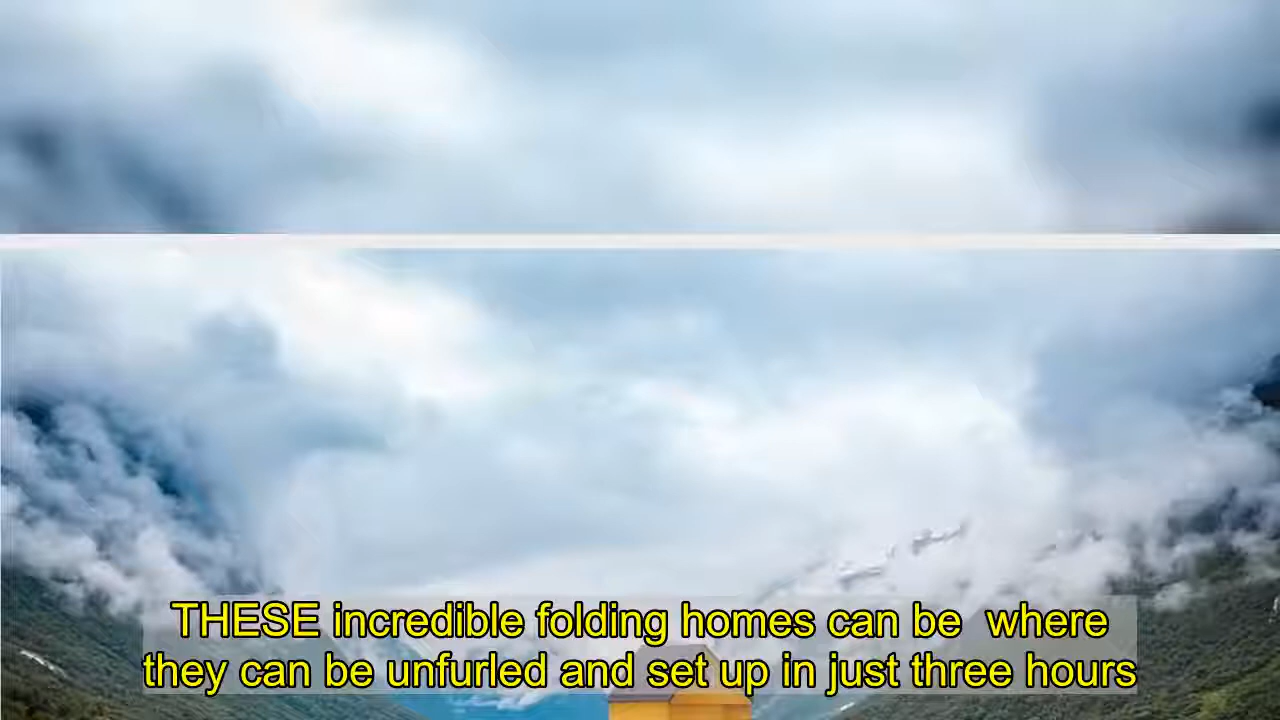 THESE incredible folding homes can be  where
they can be unfurled and set up in just three hours